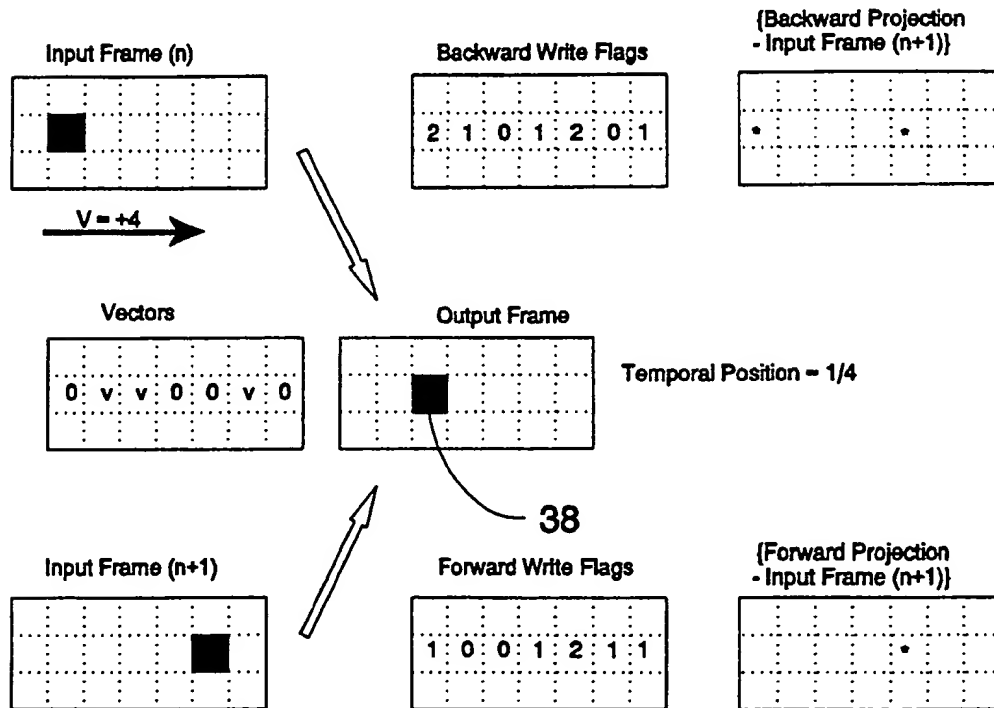 Input Frame (n)
Backward Write Flags
{Backward Projection
- Input Frame (n+1)}
2 1 0 1 2 0 1
* *
V = +4
Vectors
Output Frame
0 v v 0 0 v 0
Temporal Position = 1/4
38
Input Frame (n+1)
Forward Write Flags
{Forward Projection
- Input Frame (n+1)}
1 0 0 1 2 1 1
*